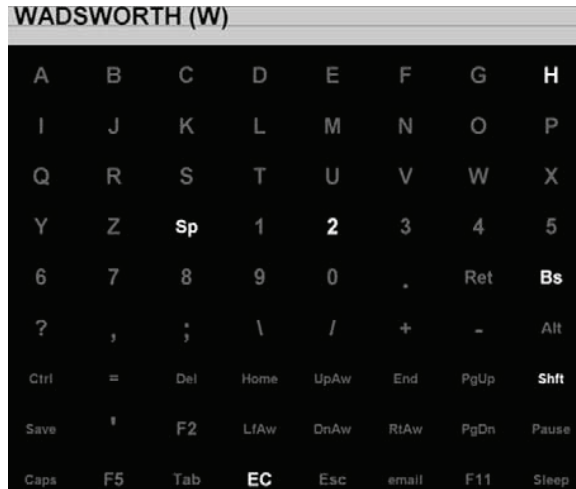 WADSWORTH (W)
A B C D E F G H
I J K L M N O P
Q R S T U V W X
Y Z Sp 1 2 3 4 5
6 7 8 9 0 . Ret Bs
? , ; \ / + - Alt
Ctrl = Del Home UpAw End PgUp Shft
Save ' F2 LfAw DnAw RtAw PgDn Pause
Caps F5 Tab EC Esc email F11 Sleep